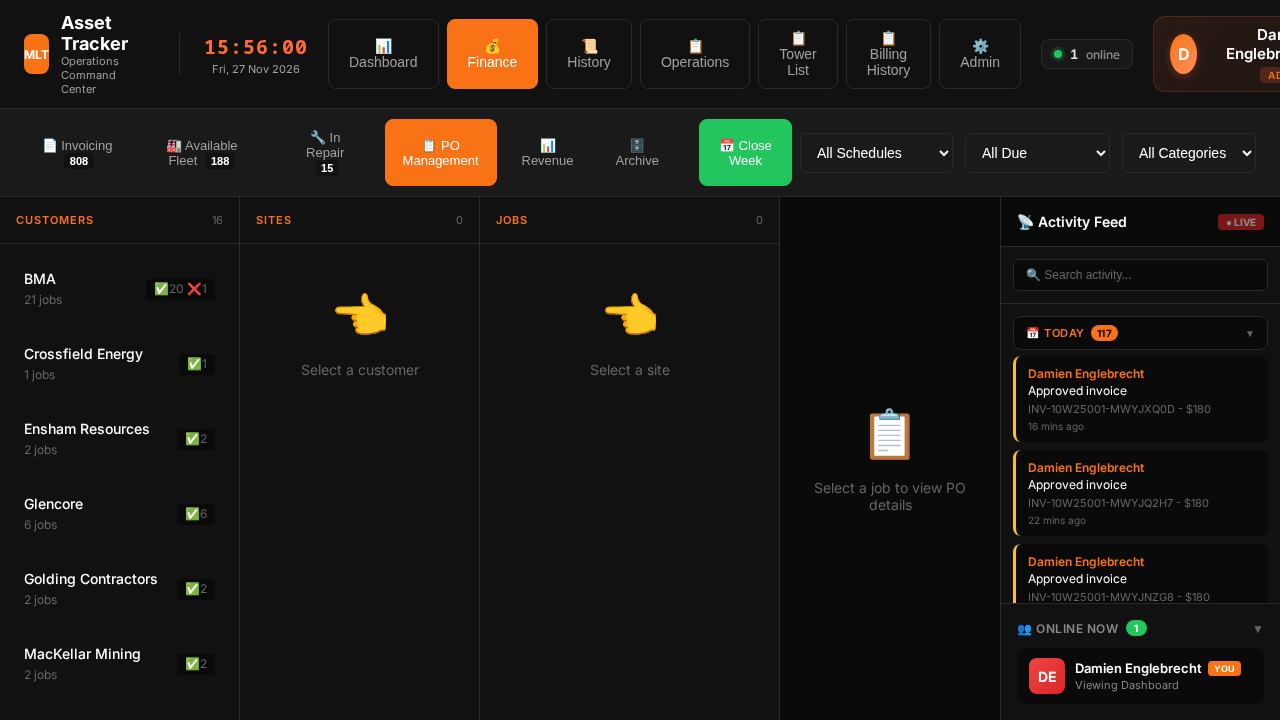 MLT
Asset
Tracker
Operations
Command
Center
15:56:00
Fri, 27 Nov 2026
📊
Dashboard
💰
Finance
📜
History
📋
Operations
📋
Tower
List
📋
Billing
History
⚙️
Admin
1 online
D
📄 Invoicing
808
🏭 Available
Fleet 188
🔧 In
Repair
15
📋 PO
Management
📊
Revenue
🗄️
Archive
📅 Close
Week
All Schedules
All Due
All Categories
CUSTOMERS 16
BMA
21 jobs
✅20 ❌1
Crossfield Energy
1 jobs
✅1
Ensham Resources
2 jobs
✅2
Glencore
6 jobs
✅6
Golding Contractors
2 jobs
✅2
MacKellar Mining
2 jobs
✅2
SITES 0
Select a customer
JOBS 0
Select a site
Select a job to view PO
details
📡 Activity Feed
● LIVE
🔍 Search activity...
📅 TODAY 117 ▼
Damien Englebrecht
Approved invoice
INV-10W25001-MWYJXQ0D - $180
16 mins ago
Damien Englebrecht
Approved invoice
INV-10W25001-MWYJQ2H7 - $180
22 mins ago
Damien Englebrecht
Approved invoice
INV-10W25001-MWYJNZG8 - $180
👥 ONLINE NOW 1 ▼
DE
Damien Englebrecht YOU
Viewing Dashboard